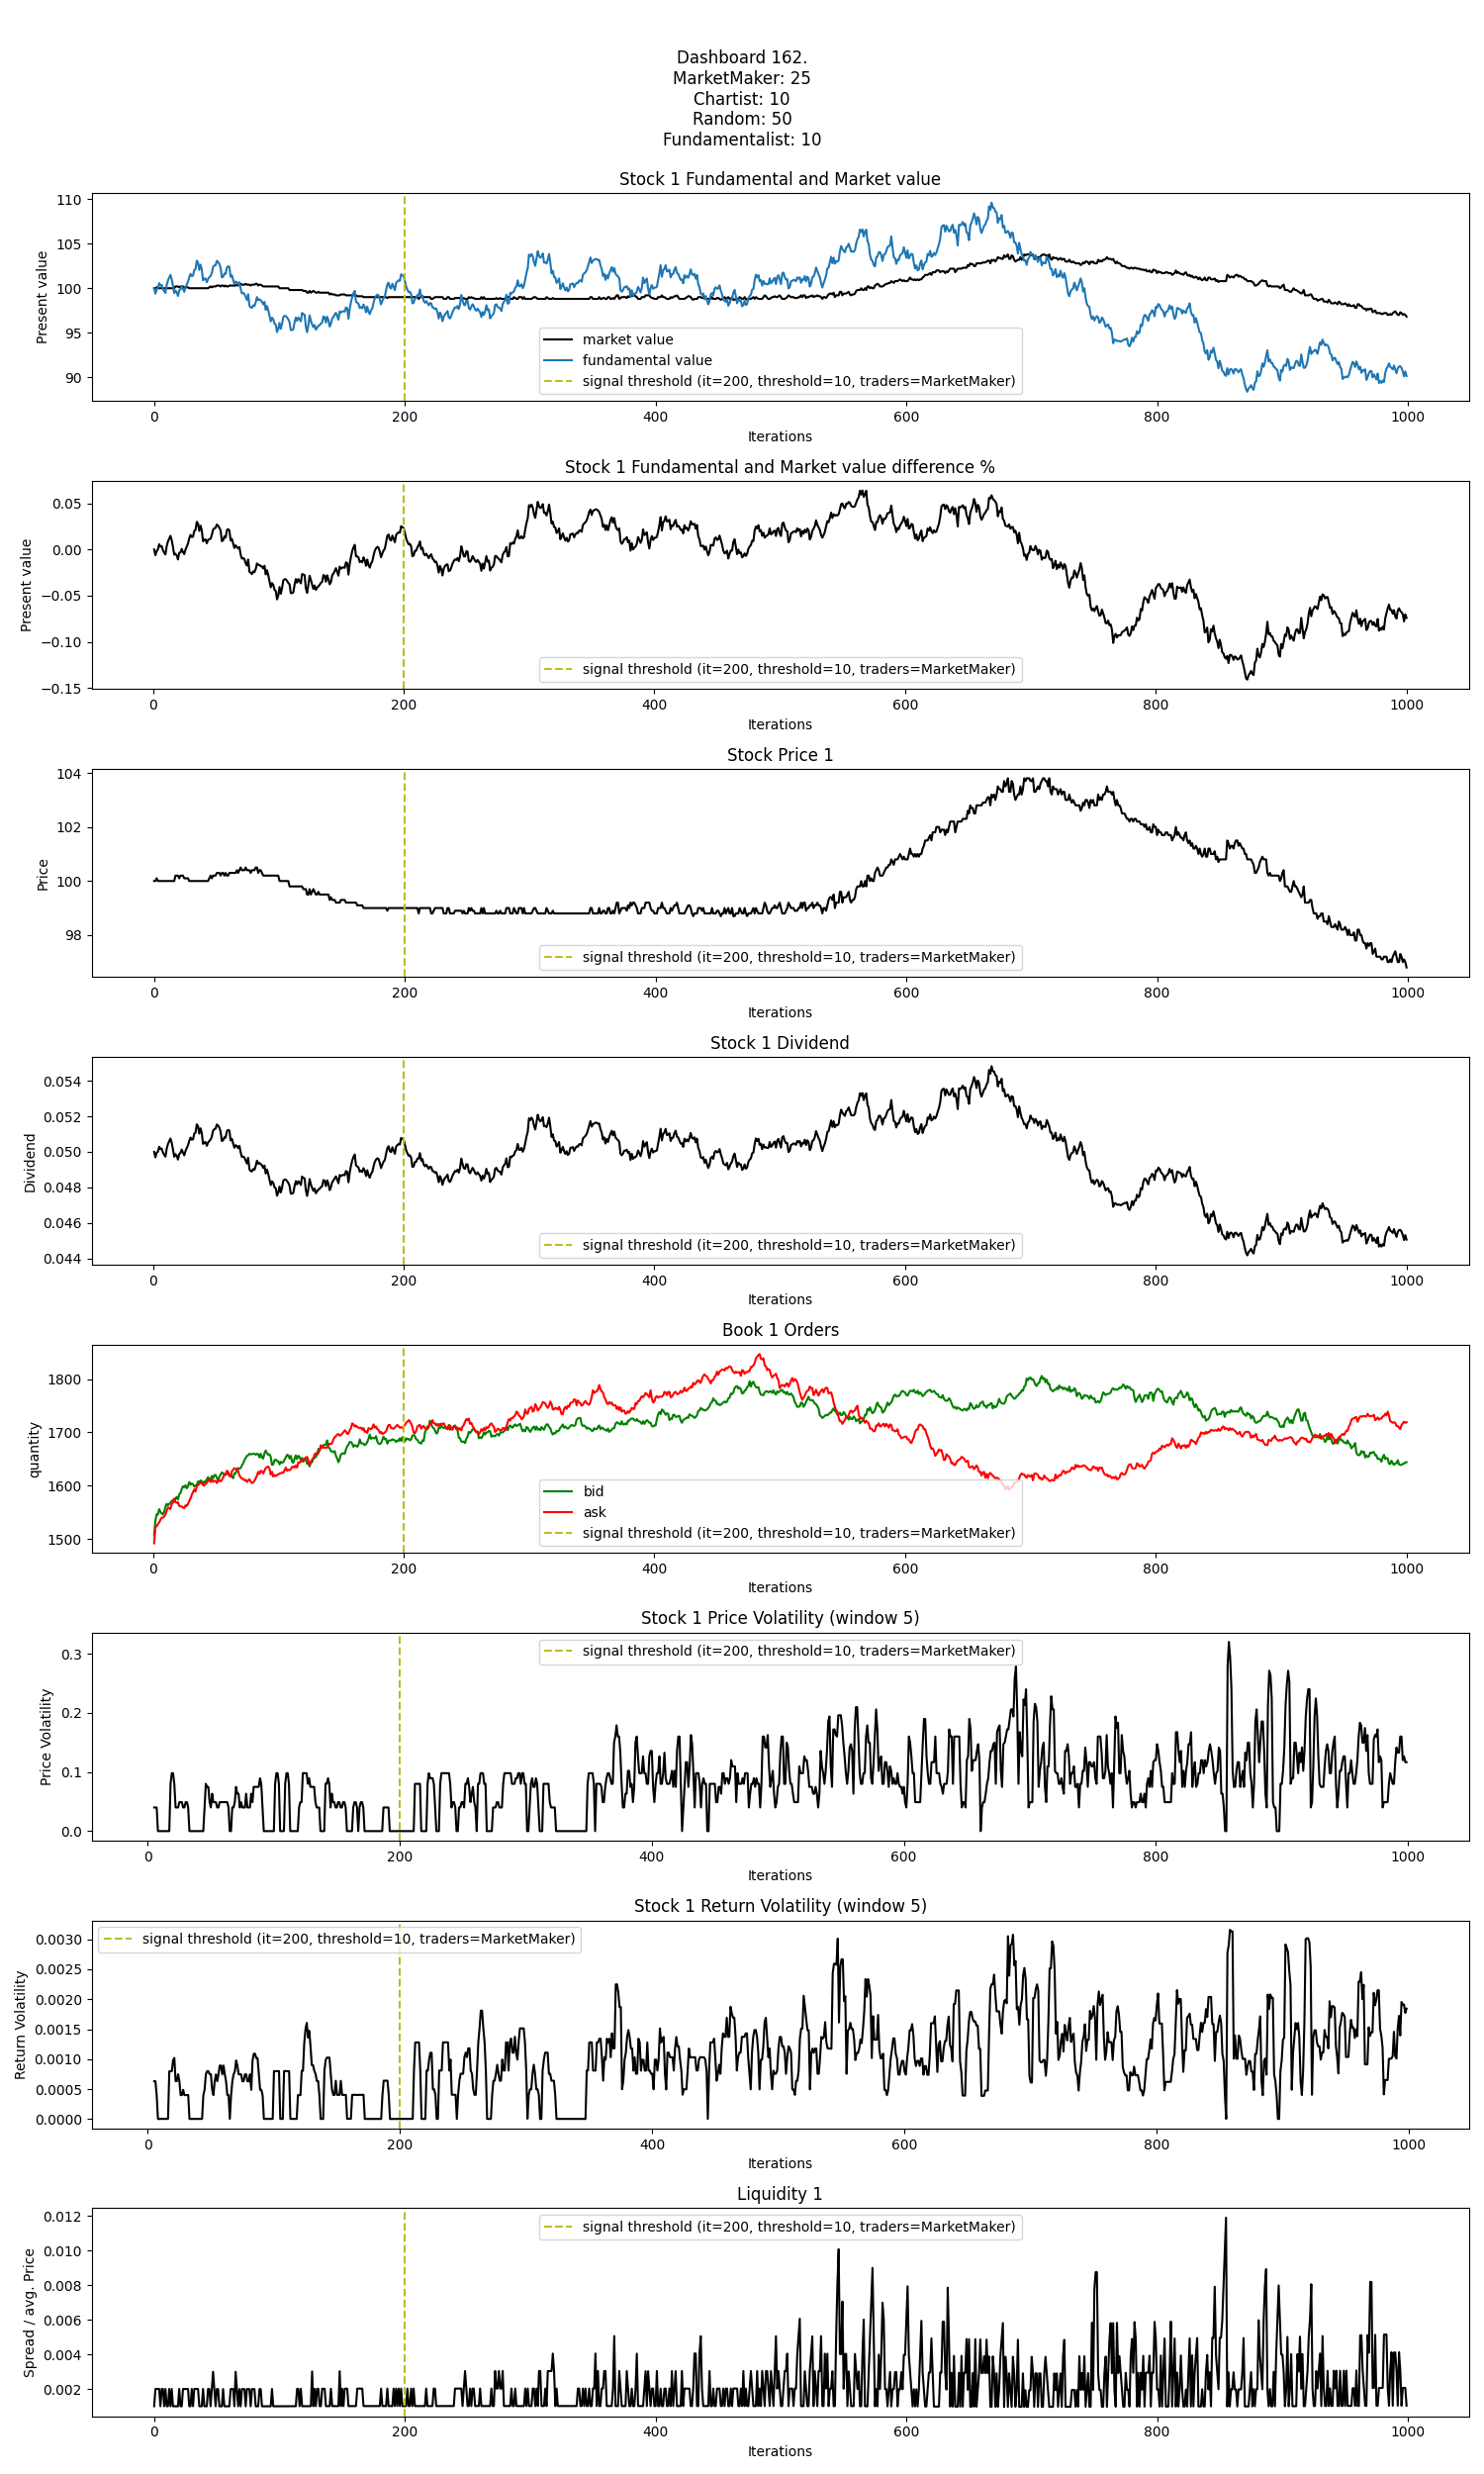 Dashboard 162.
MarketMaker: 25
Chartist: 10
Random: 50
Fundamentalist: 10
Stock 1 Fundamental and Market value
110
105
100
95
90
Present value
market value
fundamental value
signal threshold (it=200, threshold=10, traders=MarketMaker)
0 200 400 600 800 1000
Iterations
Stock 1 Fundamental and Market value difference %
0.05
0.00
−0.05
−0.10
−0.15
Present value
signal threshold (it=200, threshold=10, traders=MarketMaker)
0 200 400 600 800 1000
Iterations
Stock Price 1
104
102
100
98
Price
signal threshold (it=200, threshold=10, traders=MarketMaker)
0 200 400 600 800 1000
Iterations
Stock 1 Dividend
0.054
0.052
0.050
0.048
0.046
0.044
Dividend
signal threshold (it=200, threshold=10, traders=MarketMaker)
0 200 400 600 800 1000
Iterations
Book 1 Orders
1800
1700
1600
1500
quantity
bid
ask
signal threshold (it=200, threshold=10, traders=MarketMaker)
0 200 400 600 800 1000
Iterations
Stock 1 Price Volatility (window 5)
signal threshold (it=200, threshold=10, traders=MarketMaker)
0.3
0.2
0.1
0.0
Price Volatility
0 200 400 600 800 1000
Iterations
Stock 1 Return Volatility (window 5)
signal threshold (it=200, threshold=10, traders=MarketMaker)
0.0030
0.0025
0.0020
0.0015
0.0010
0.0005
0.0000
Return Volatility
0 200 400 600 800 1000
Iterations
Liquidity 1
signal threshold (it=200, threshold=10, traders=MarketMaker)
0.012
0.010
0.008
0.006
0.004
0.002
Spread / avg. Price
0 200 400 600 800 1000
Iterations